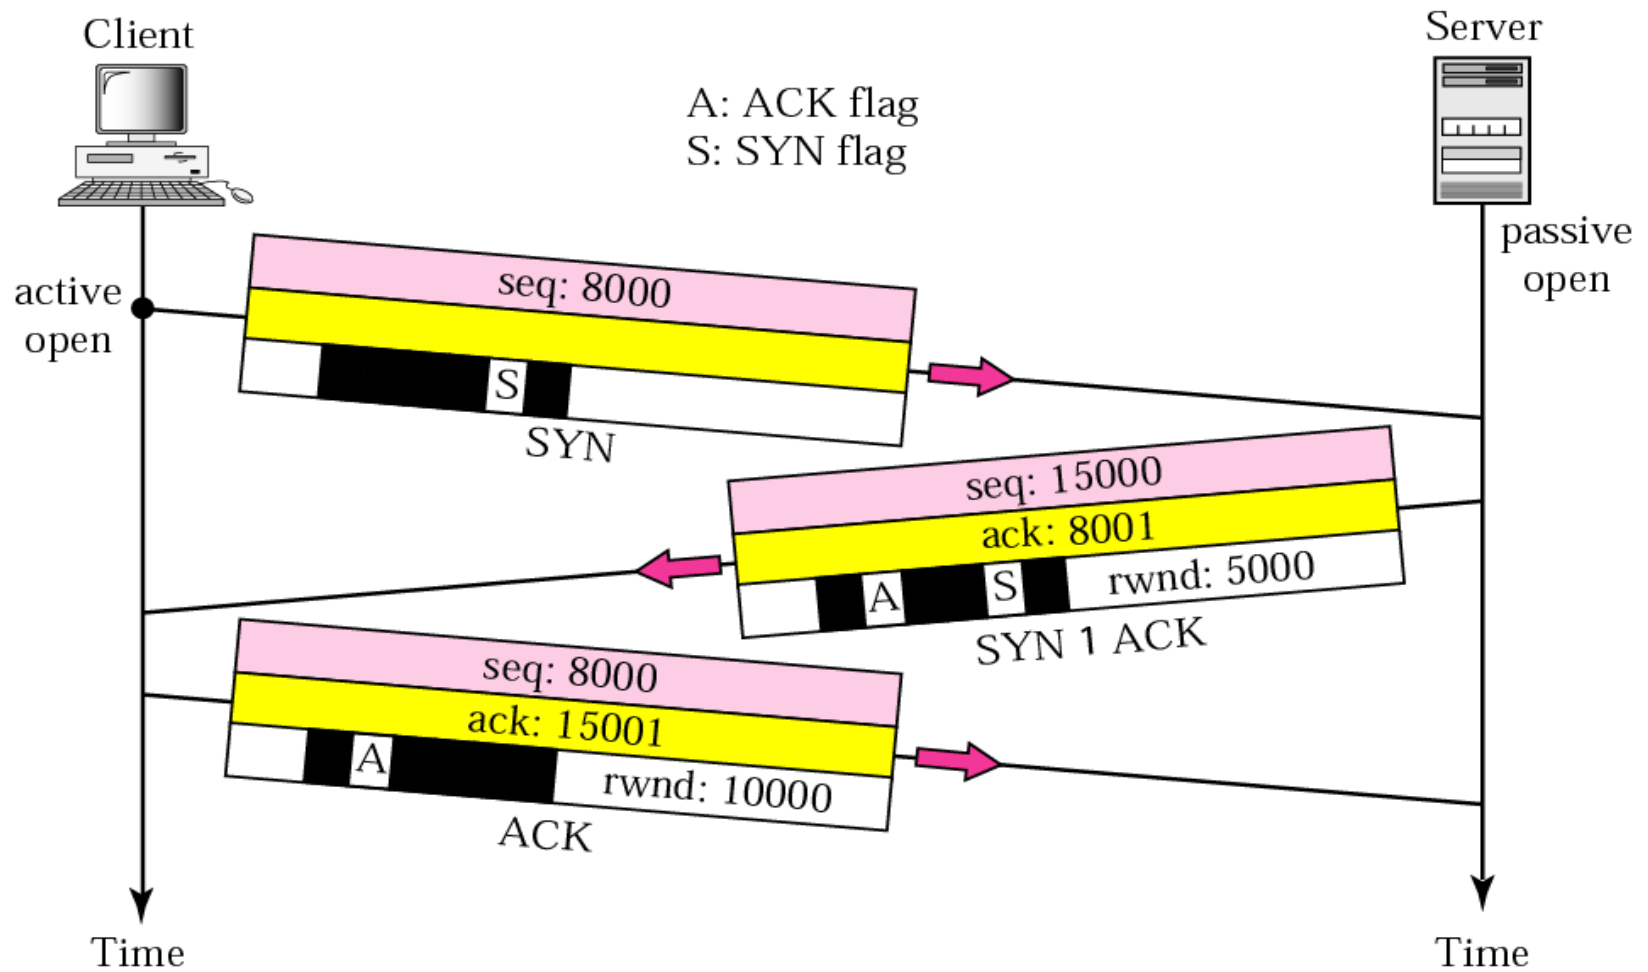 Client
Server
A: ACK flag
S: SYN flag
passive
open
active
open
seq: 8000
S
SYN
seq: 15000
ack: 8001
A
S
rwnd: 5000
SYN 1 ACK
seq: 8000
ack: 15001
A
rwnd: 10000
ACK
Time
Time